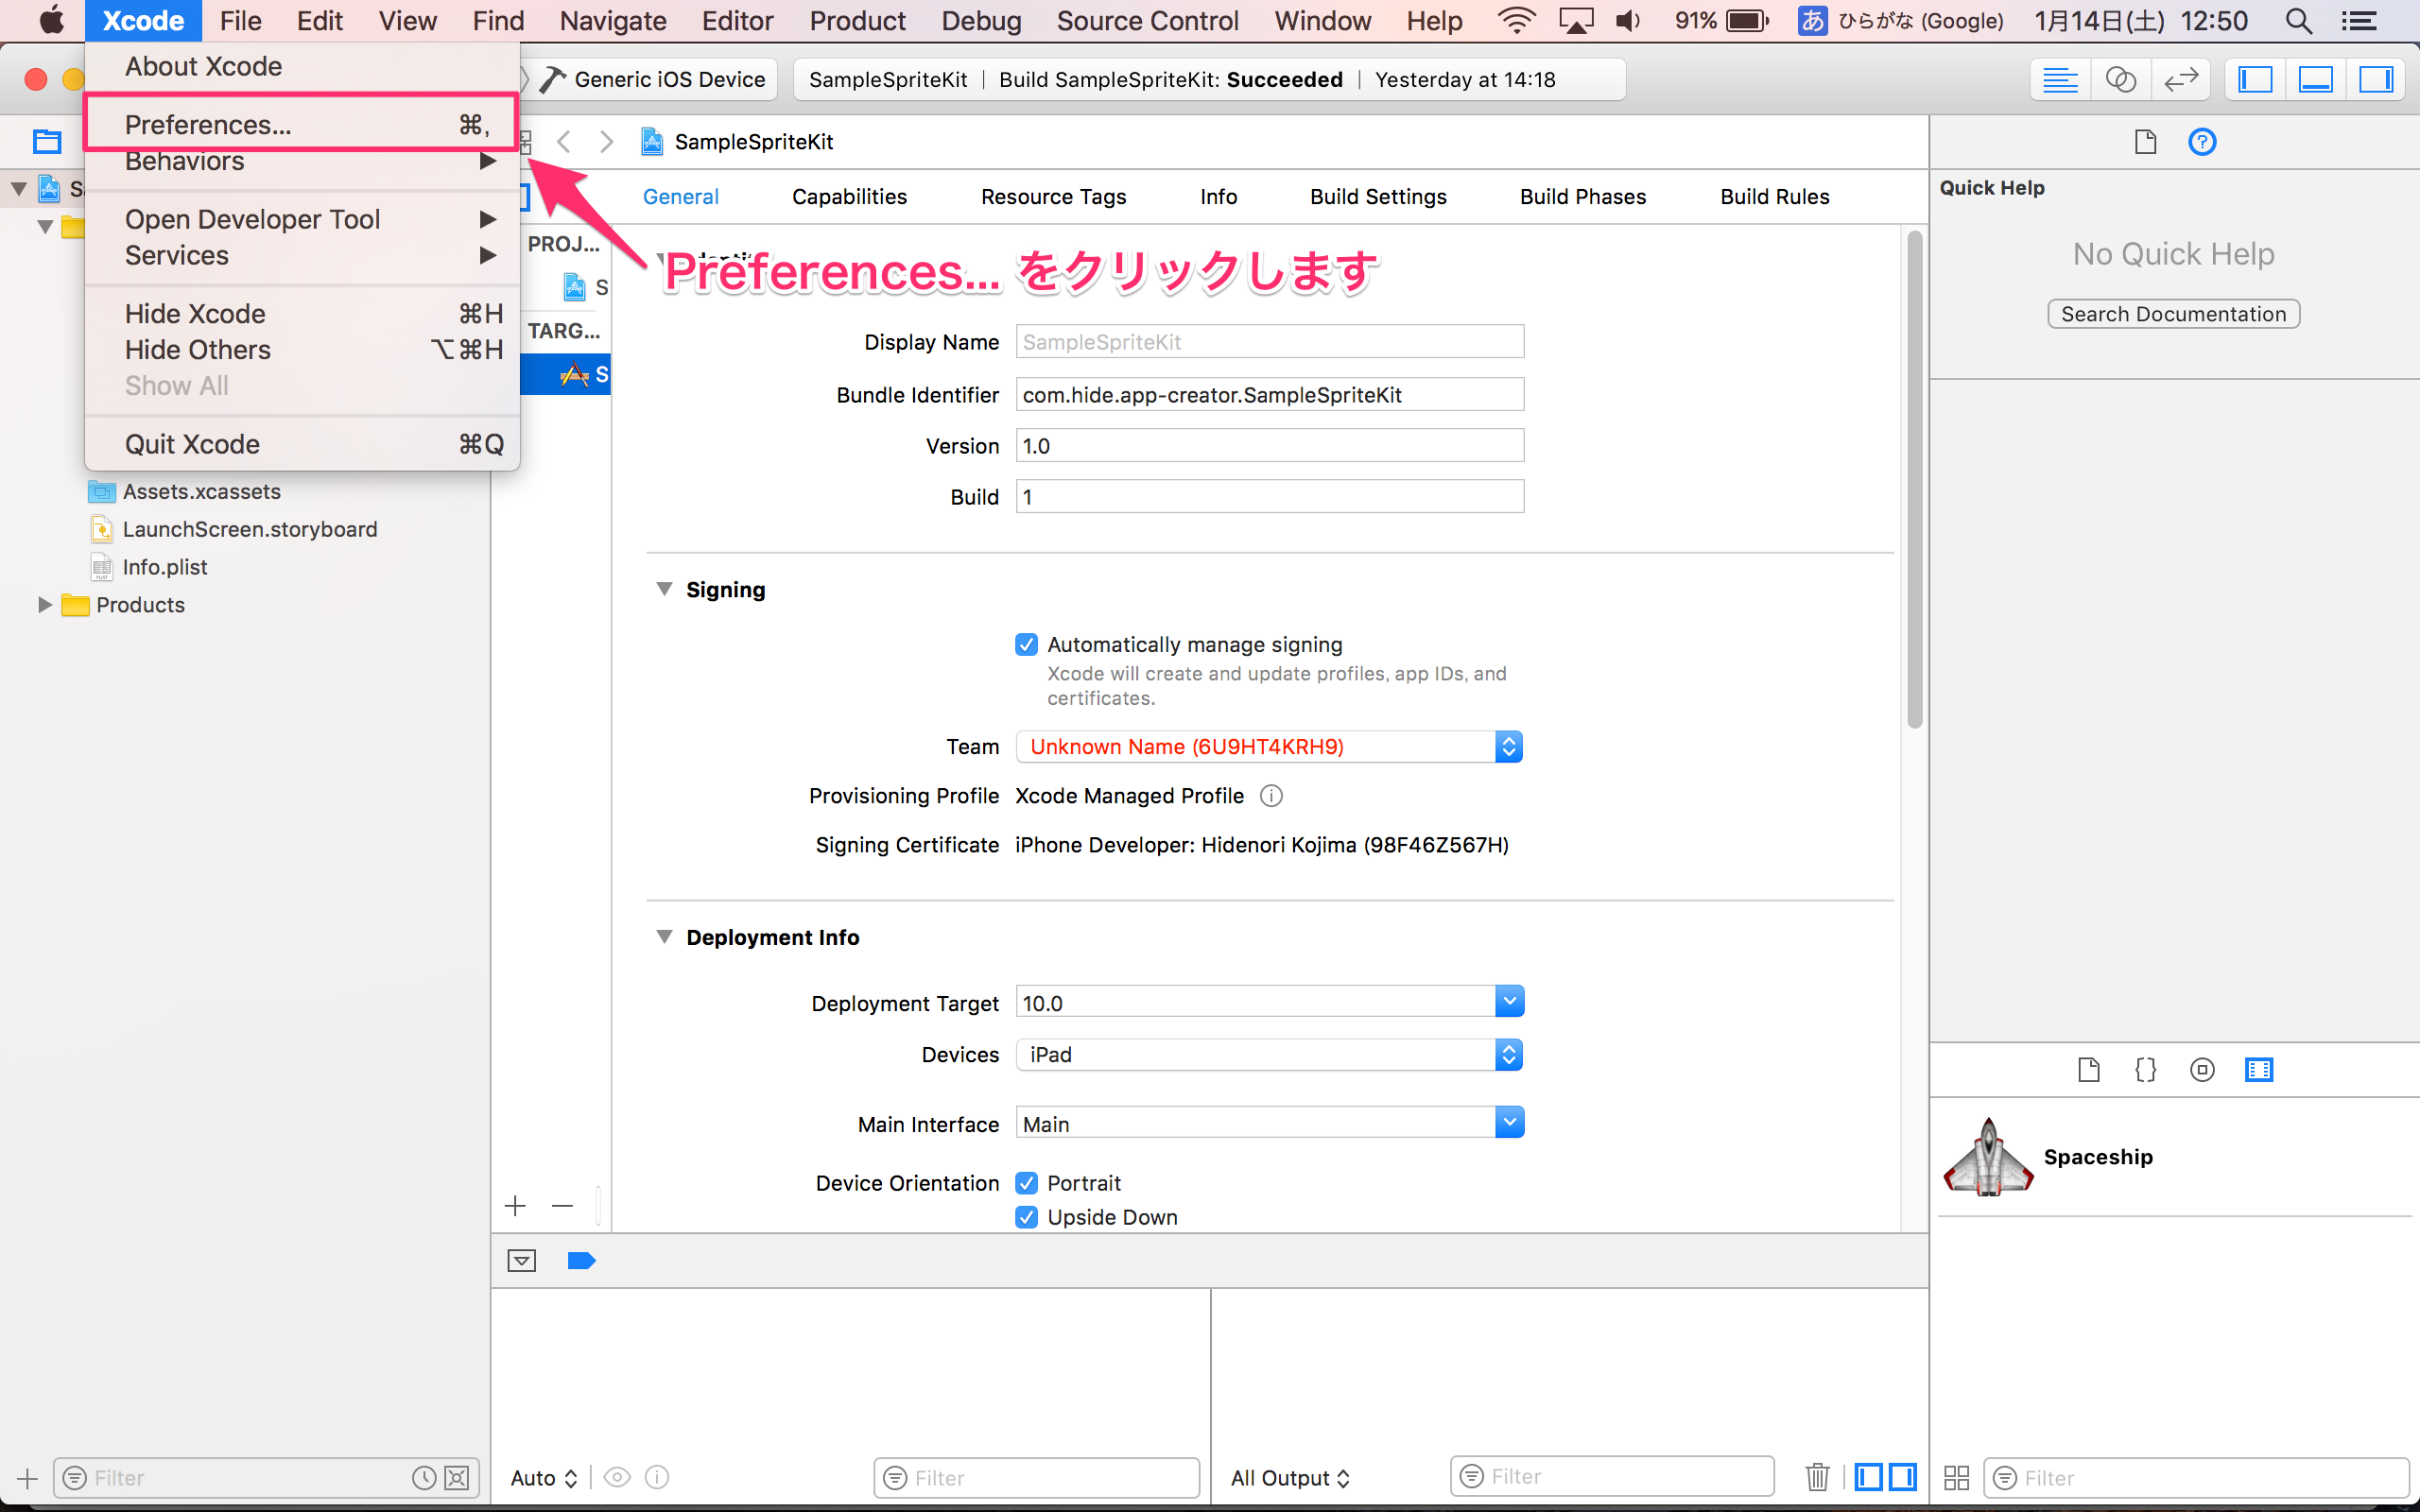 Xcode File Edit View Find Navigate Editor Product Debug Source Control Window Help 91% あ ひらがな (Google) 1月14日(土) 12:50
About Xcode
Preferences... ⌘,
Behaviors ▶
Open Developer Tool ▶
Services ▶
Hide Xcode ⌘H
Hide Others ⌥⌘H
Show All
Quit Xcode ⌘Q
Generic iOS Device
SampleSpriteKit | Build SampleSpriteKit: Succeeded | Yesterday at 14:18
SampleSpriteKit
General Capabilities Resource Tags Info Build Settings Build Phases Build Rules
PROJ...
S
TARG...
S
Preferences... をクリックします
Assets.xcassets
LaunchScreen.storyboard
Info.plist
Products
Display Name SampleSpriteKit
Bundle Identifier com.hide.app-creator.SampleSpriteKit
Version 1.0
Build 1
Signing
Automatically manage signing
Xcode will create and update profiles, app IDs, and
certificates.
Team Unknown Name (6U9HT4KRH9)
Provisioning Profile Xcode Managed Profile
Signing Certificate iPhone Developer: Hidenori Kojima (98F46Z567H)
Deployment Info
Deployment Target 10.0
Devices iPad
Main Interface Main
Device Orientation Portrait
Upside Down
Quick Help
No Quick Help
Search Documentation
Spaceship
Filter
Auto
Filter
All Output
Filter
Filter